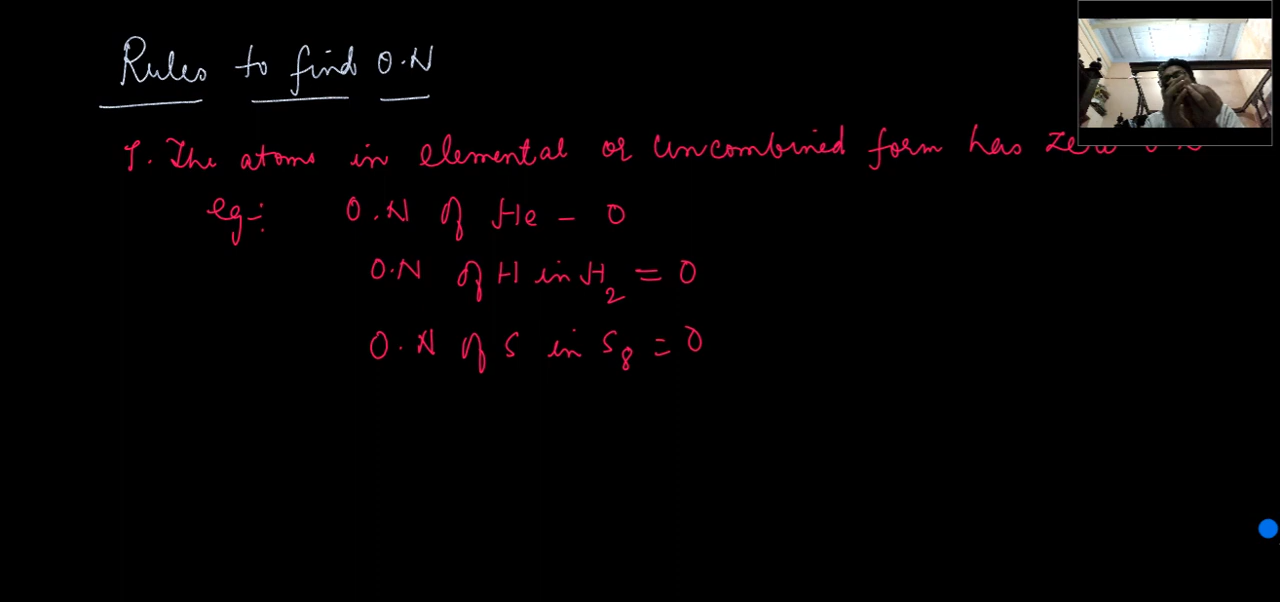 Rules to find O.N
1. The atoms in elemental or uncombined form has zero
eg:- O.N of He - 0
O.N of H in H₂ = 0
O.N of S in S₈ = 0